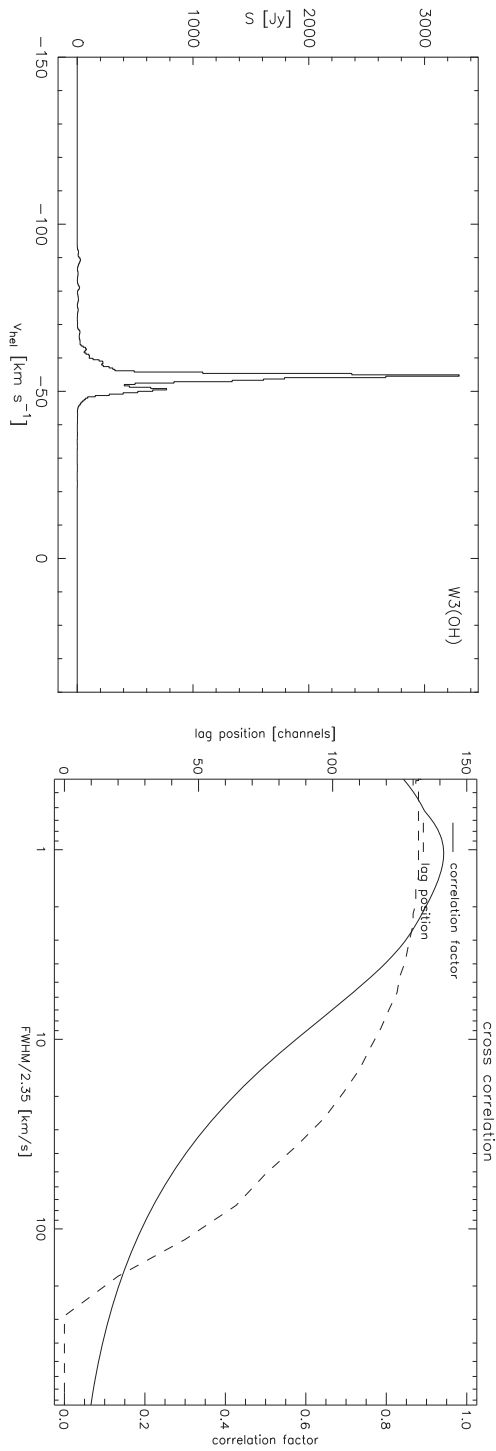 S [Jy]
0
1000
2000
3000
−150
−100
−50
0
v_hel [km s⁻¹]
W3(OH)
cross correlation
lag position [channels]
0
50
100
150
correlation factor
lag position
1
10
100
FWHM/2.35 [km/s]
0.0
0.2
0.4
0.6
0.8
1.0
correlation factor